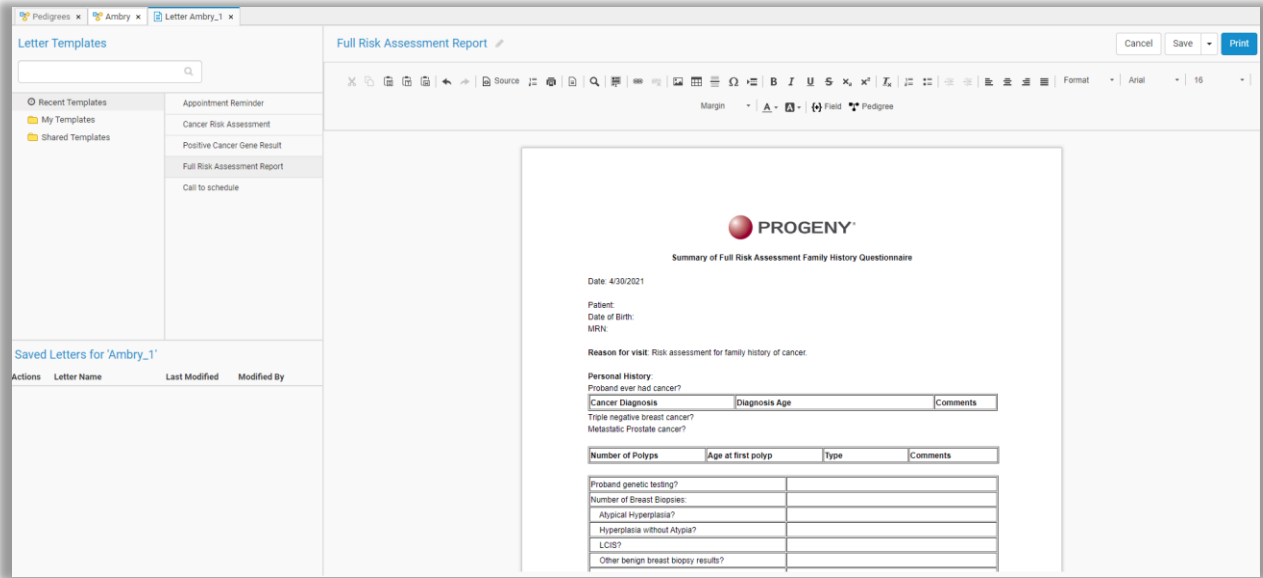 Pedigrees × Ambry × Letter Ambry_1 ×
Letter Templates
Full Risk Assessment Report
Cancel Save Print
Source B I U S x₂ x² Tx Format Arial 16
Margin A A Field Pedigree
Recent Templates
My Templates
Shared Templates
Appointment Reminder
Cancer Risk Assessment
Positive Cancer Gene Result
Full Risk Assessment Report
Call to schedule
Saved Letters for 'Ambry_1'
Actions Letter Name Last Modified Modified By
PROGENY®
Summary of Full Risk Assessment Family History Questionnaire
Date: 4/30/2021
Patient:
Date of Birth:
MRN:
Reason for visit: Risk assessment for family history of cancer.
Personal History:
Proband ever had cancer?
Cancer Diagnosis Diagnosis Age Comments
Triple negative breast cancer?
Metastatic Prostate cancer?
Number of Polyps Age at first polyp Type Comments
Proband genetic testing?
Number of Breast Biopsies:
Atypical Hyperplasia?
Hyperplasia without Atypia?
LCIS?
Other benign breast biopsy results?